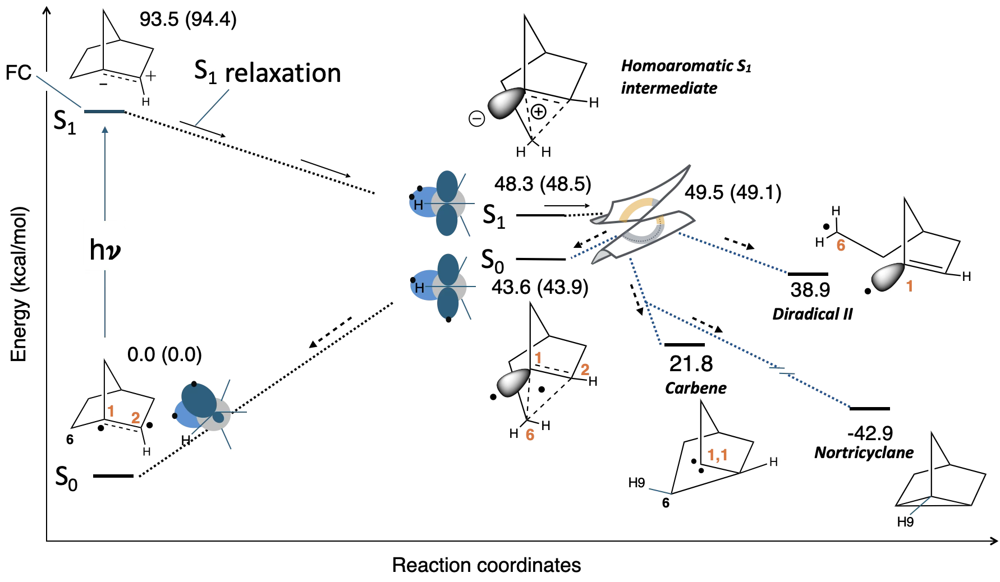 93.5 (94.4)
FC
+
−
H
S1 relaxation
S1
Homoaromatic S1
intermediate
H
+
−
H H
48.3 (48.5)
49.5 (49.1)
H
S1
hν
S0
H
43.6 (43.9)
H
H
6
H
1
38.9
Diradical II
0.0 (0.0)
1
2
6
H
H
S0
1
2
H
H
H
6
21.8
Carbene
1,1
H
H9
6
-42.9
Nortricyclane
H9
Energy (kcal/mol)
Reaction coordinates